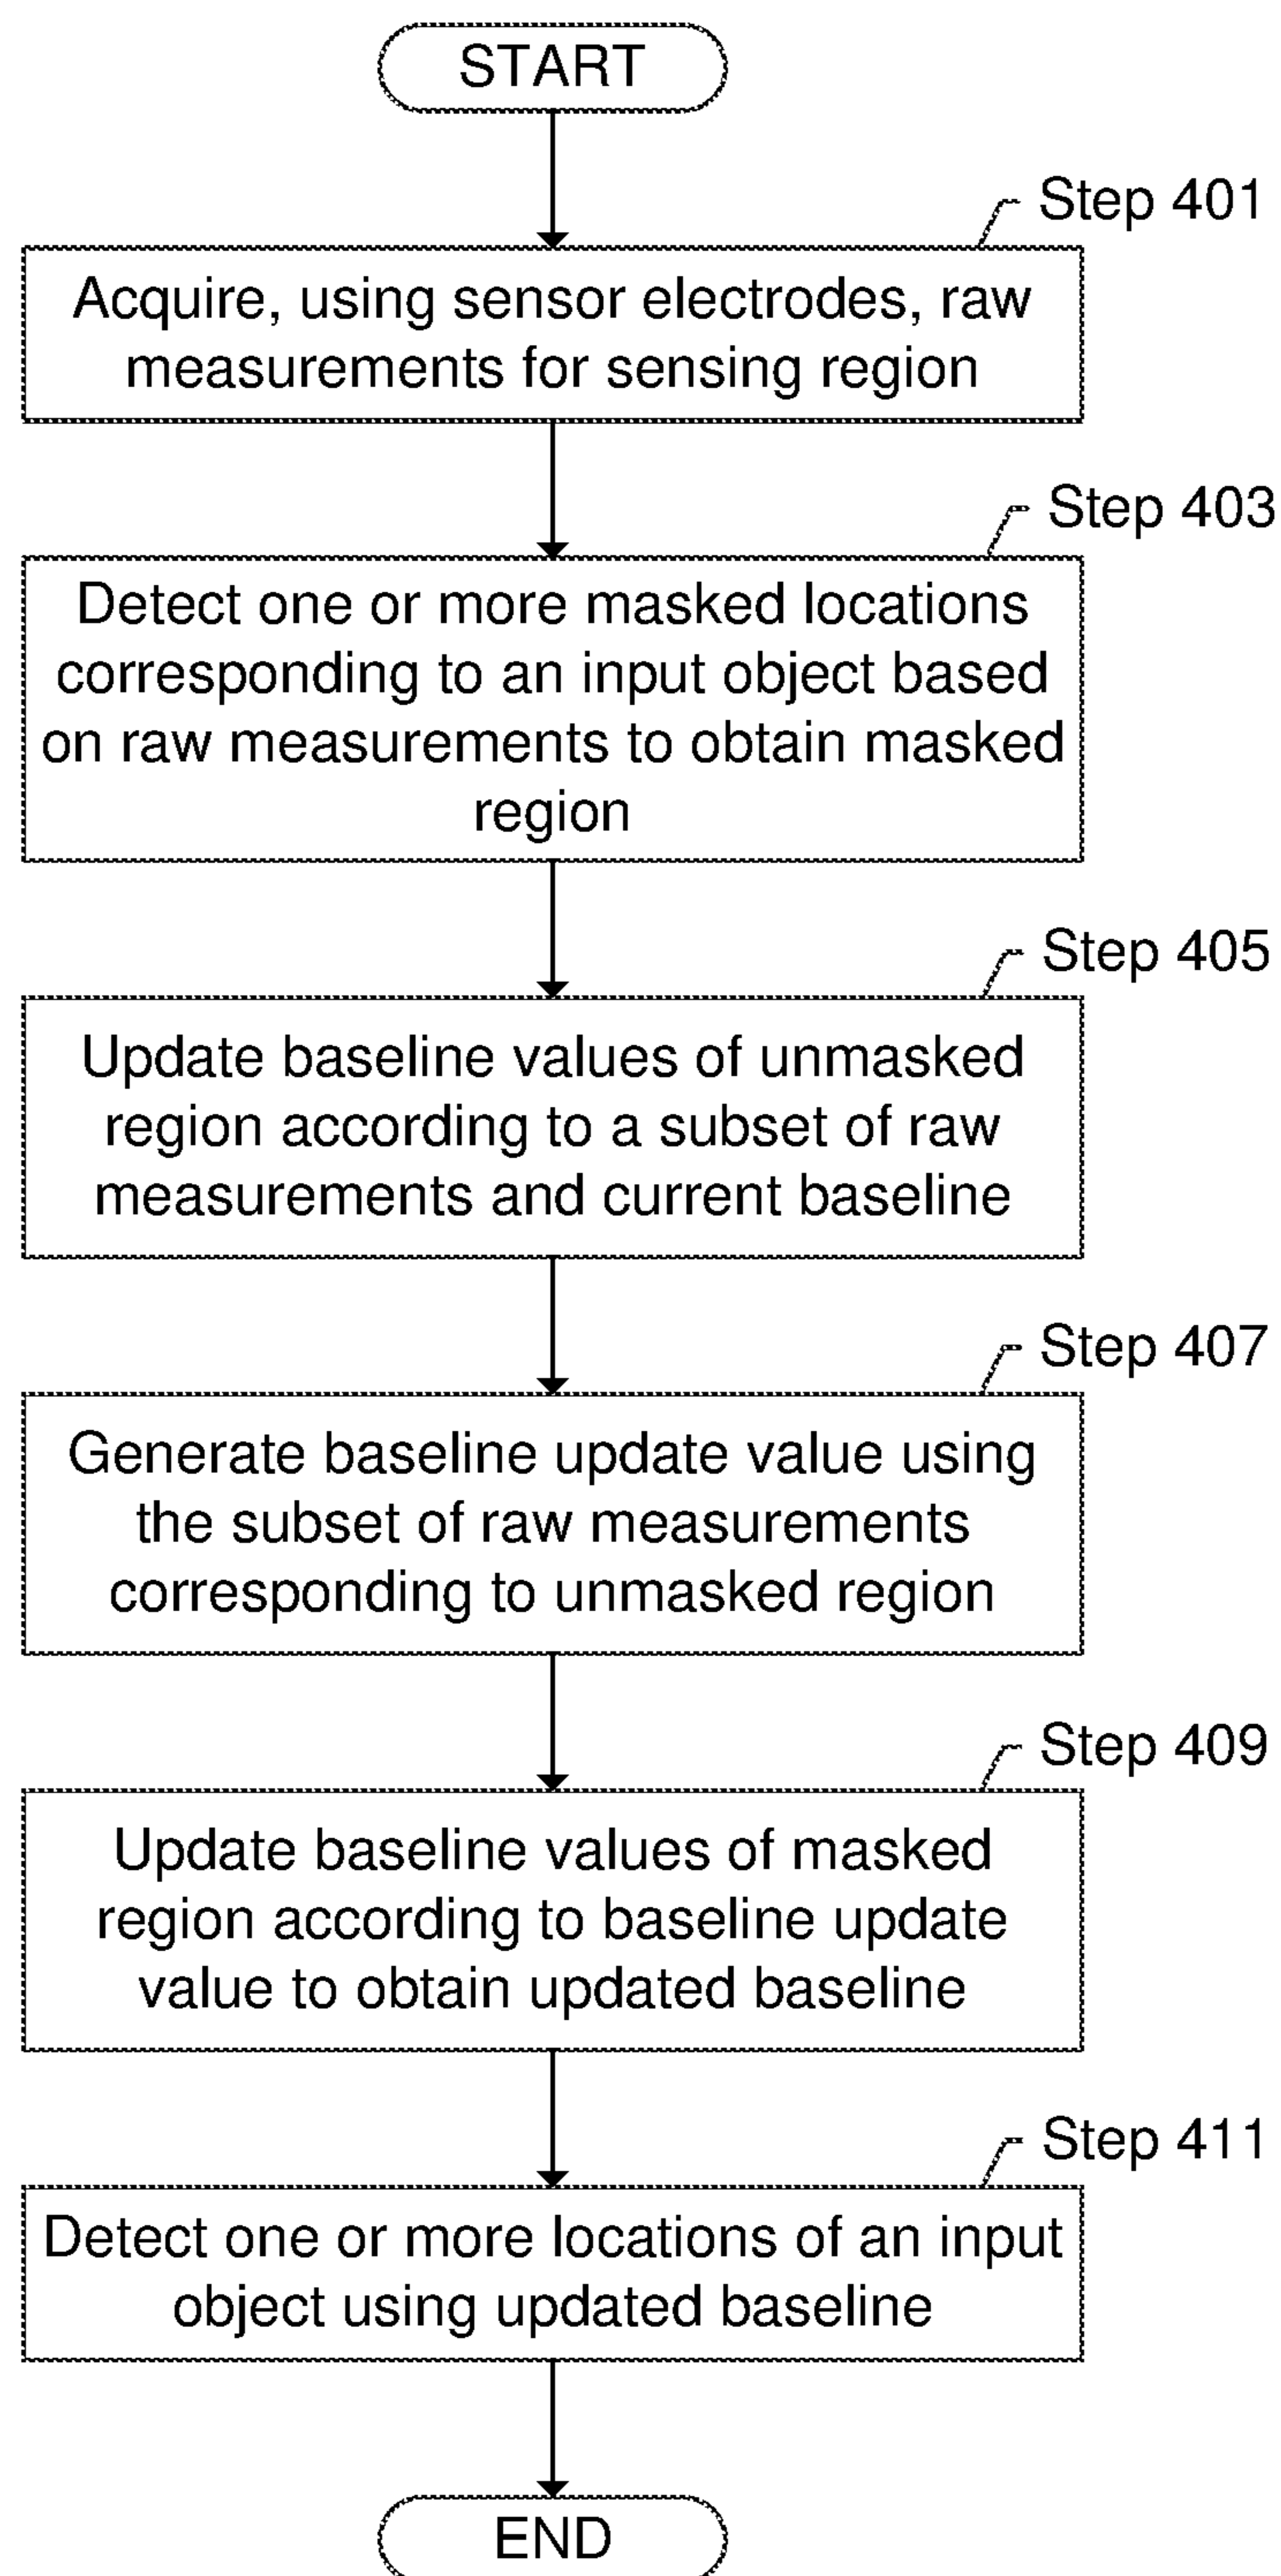 START
Step 401
Acquire, using sensor electrodes, raw
measurements for sensing region
Step 403
Detect one or more masked locations
corresponding to an input object based
on raw measurements to obtain masked
region
Step 405
Update baseline values of unmasked
region according to a subset of raw
measurements and current baseline
Step 407
Generate baseline update value using
the subset of raw measurements
corresponding to unmasked region
Step 409
Update baseline values of masked
region according to baseline update
value to obtain updated baseline
Step 411
Detect one or more locations of an input
object using updated baseline
END